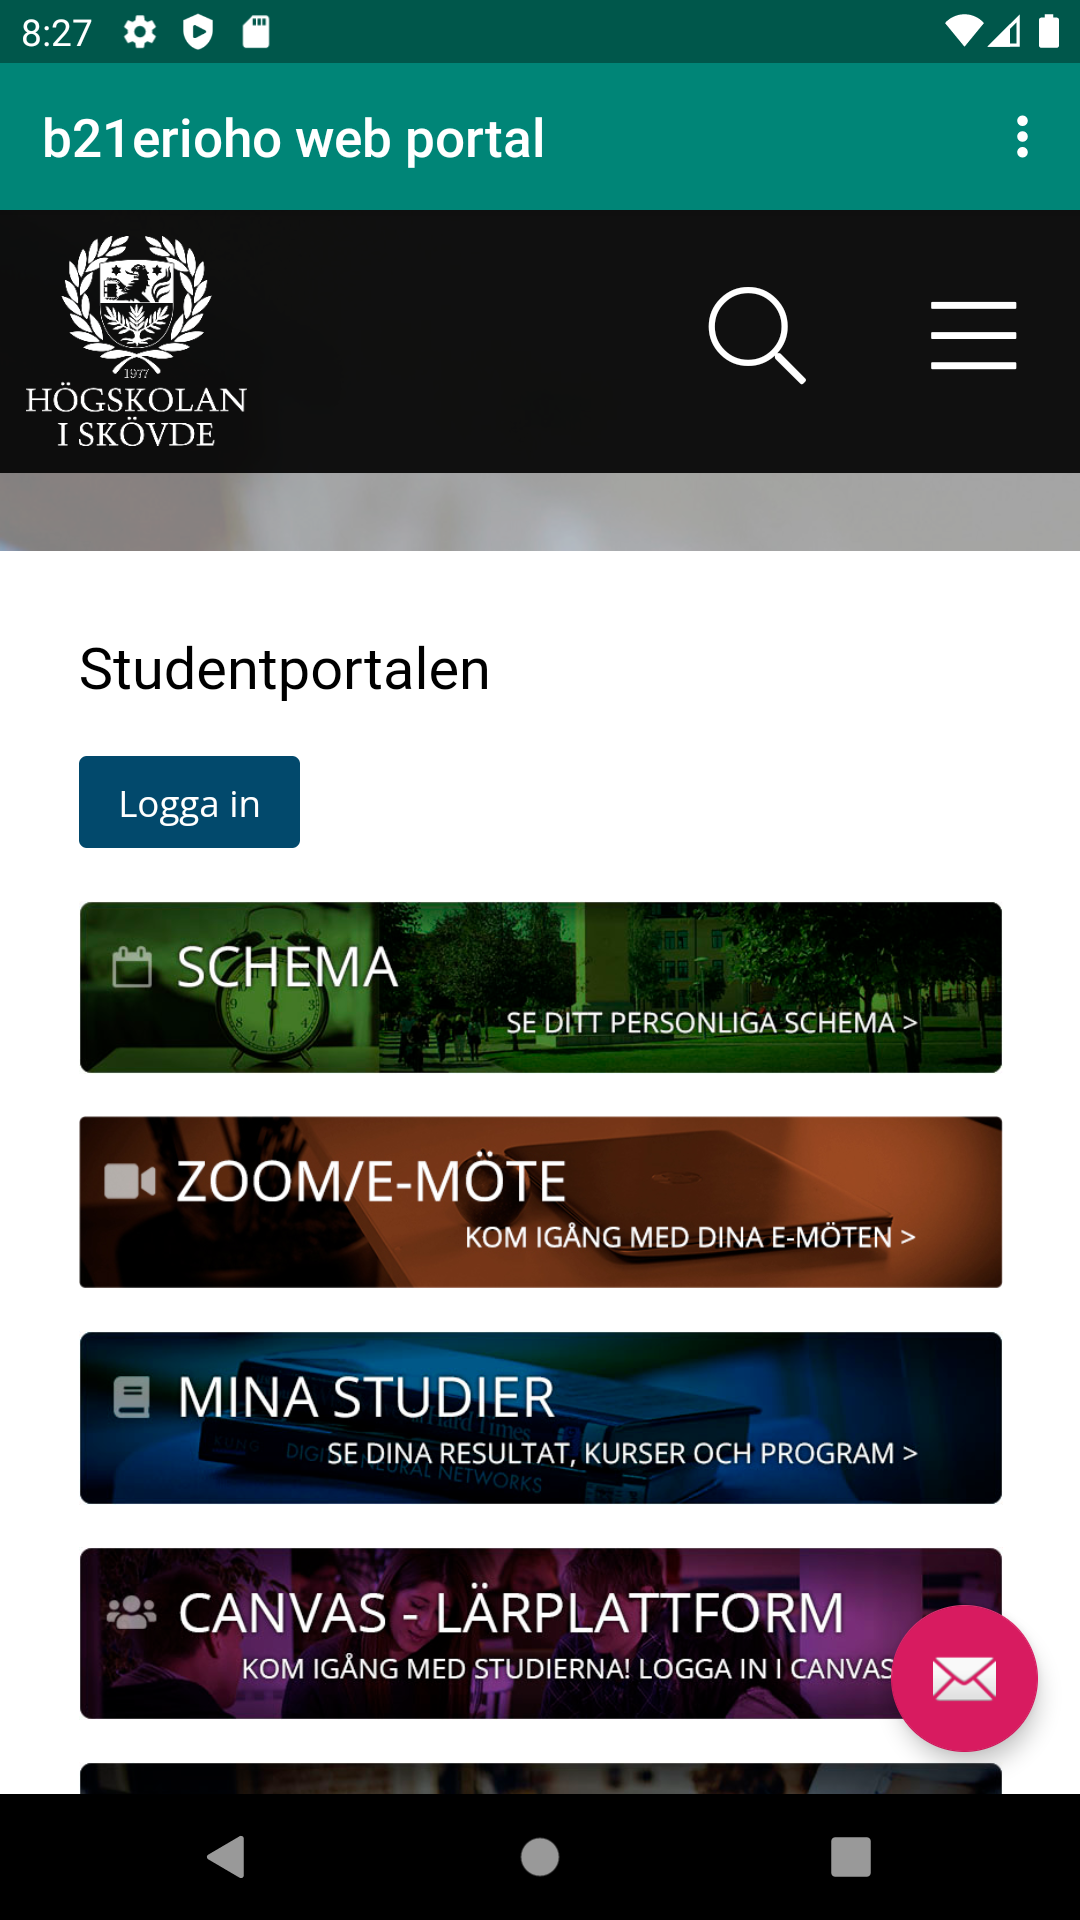 8:27
b21erioho web portal
1977
HÖGSKOLAN
I SKÖVDE
Studentportalen
Logga in
SCHEMA
SE DITT PERSONLIGA SCHEMA >
ZOOM/E-MÖTE
KOM IGÅNG MED DINA E-MÖTEN >
MINA STUDIER
SE DINA RESULTAT, KURSER OCH PROGRAM >
CANVAS - LÄRPLATTFORM
KOM IGÅNG MED STUDIERNA! LOGGA IN I CANVAS